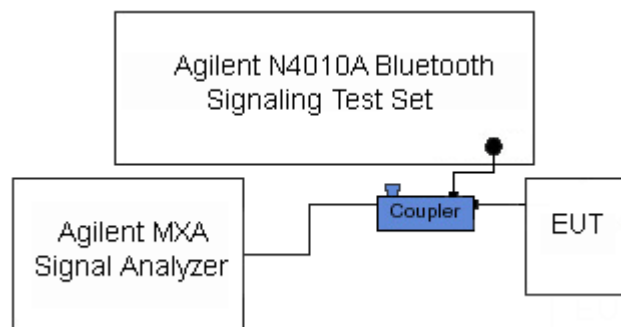 Agilent N4010A Bluetooth
Signaling Test Set
Agilent MXA
Signal Analyzer
Coupler
EUT